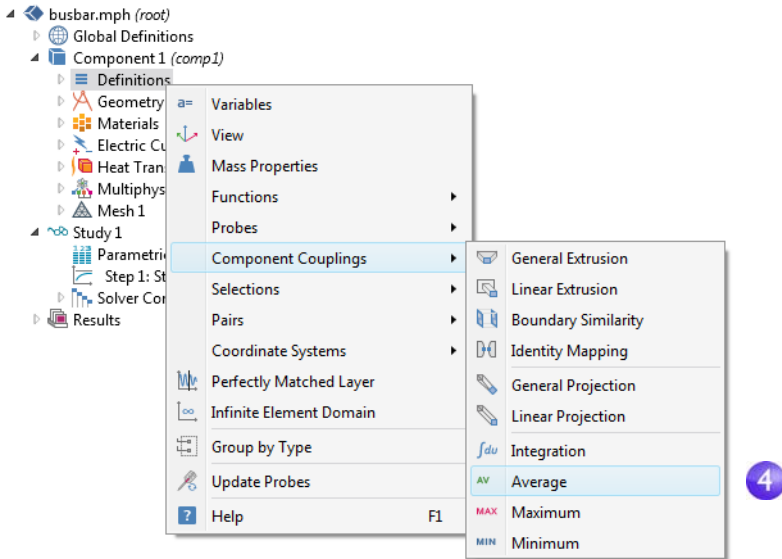 busbar.mph (root)
Global Definitions
Component 1 (comp1)
Definitions
Geometry
Materials
Electric Cu
Heat Tran
Multiphys
Mesh 1
Study 1
Parametri
Step 1: St
Solver Cor
Results
a= Variables
View
Mass Properties
Functions
Probes
Component Couplings
Selections
Pairs
Coordinate Systems
Perfectly Matched Layer
Infinite Element Domain
Group by Type
Update Probes
? Help F1
General Extrusion
Linear Extrusion
Boundary Similarity
Identity Mapping
General Projection
Linear Projection
∫du Integration
AV Average
MAX Maximum
MIN Minimum
4